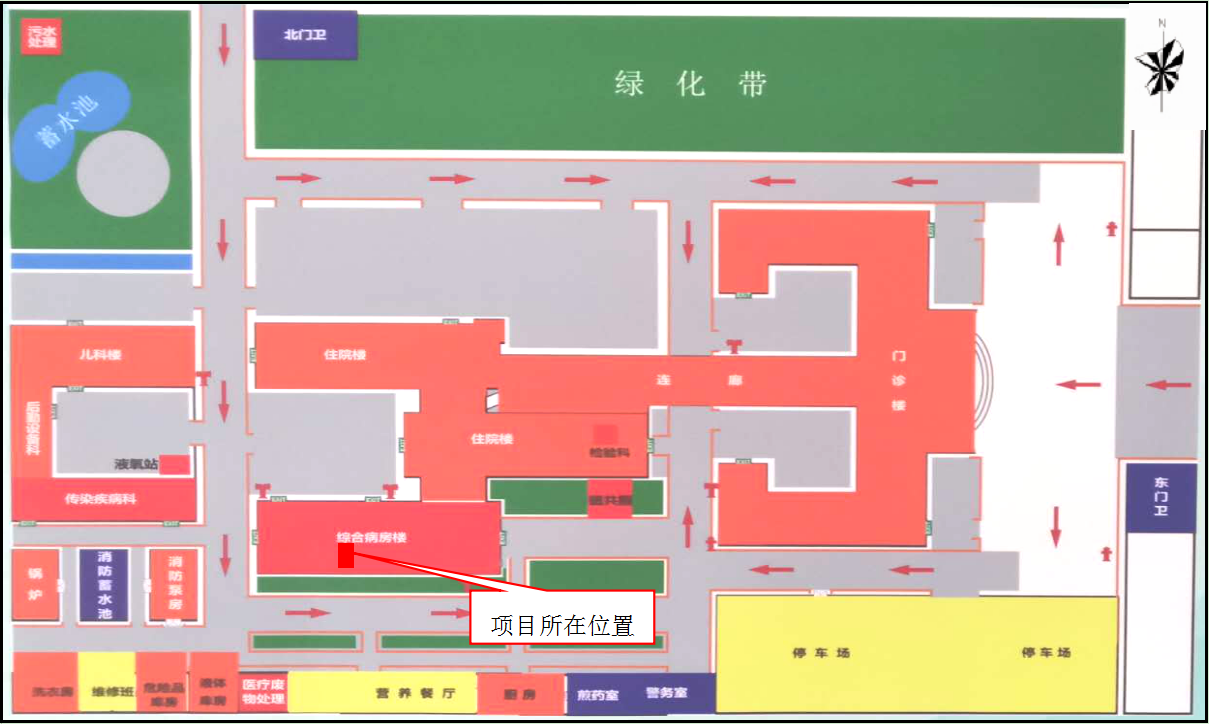 污水
处理
北门卫
绿 化 带
N
蓄水池
儿科楼
住院楼
连 廊
门
诊
楼
后勤设备科
住院楼
检验科
液氧站
传染疾病科
磁共振
综合病房楼
东
门
卫
锅
炉
消
防
蓄
水
池
消
防
泵
房
项目所在位置
停 车 场
停 车 场
洗衣房
维修班
危险品
库房
液体
库房
医疗废
物处理
营 养 餐 厅
厨 房
煎药室
警务室